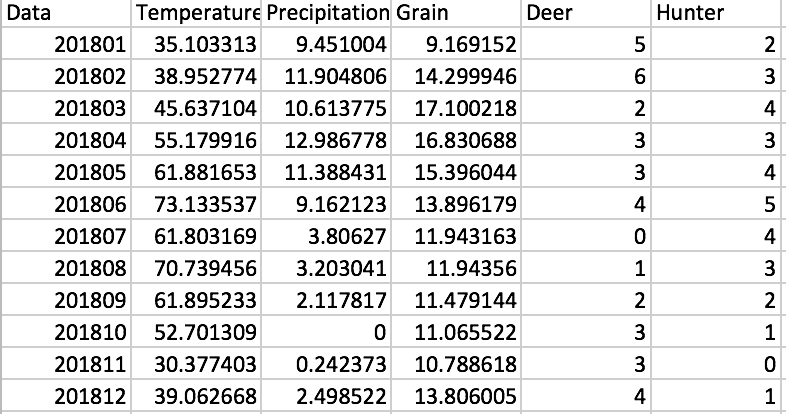 Data Temperature Precipitation Grain Deer Hunter
201801 35.103313 9.451004 9.169152 5 2
201802 38.952774 11.904806 14.299946 6 3
201803 45.637104 10.613775 17.100218 2 4
201804 55.179916 12.986778 16.830688 3 3
201805 61.881653 11.388431 15.396044 3 4
201806 73.133537 9.162123 13.896179 4 5
201807 61.803169 3.80627 11.943163 0 4
201808 70.739456 3.203041 11.94356 1 3
201809 61.895233 2.117817 11.479144 2 2
201810 52.701309 0 11.065522 3 1
201811 30.377403 0.242373 10.788618 3 0
201812 39.062668 2.498522 13.806005 4 1